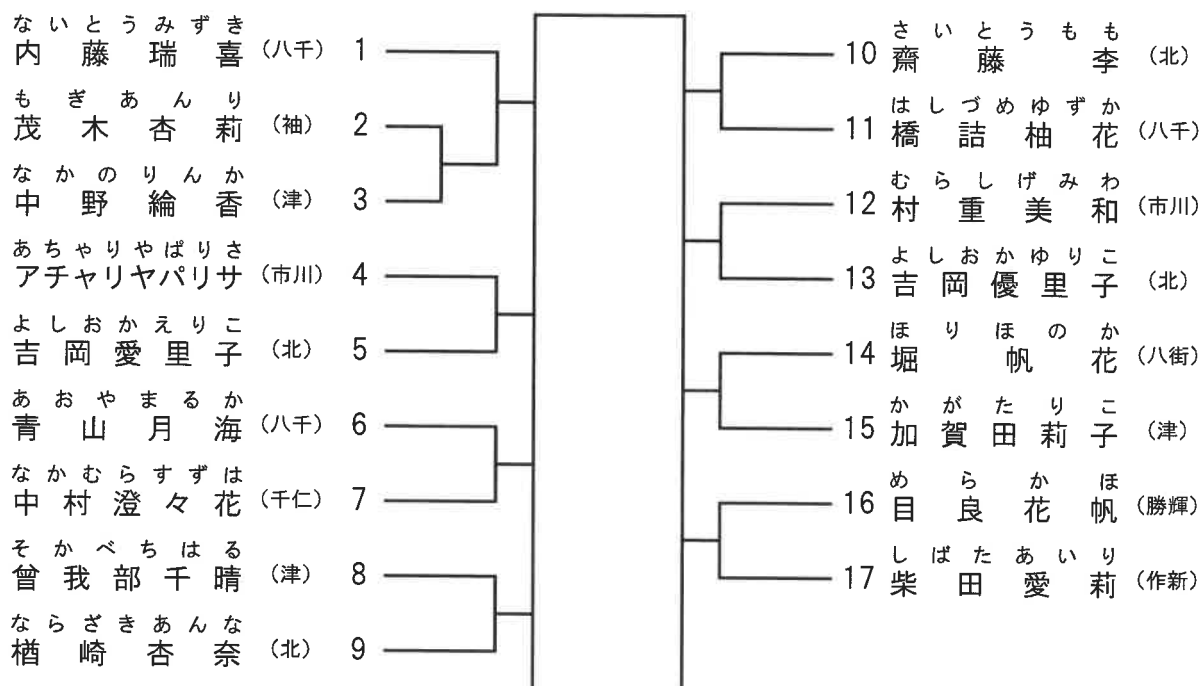 ないとうみずき
内藤瑞喜 (八千) 1
もぎあんり
茂木杏莉 (袖) 2
なかのりんか
中野綸香 (津) 3
あちゃりやぱりさ
アチャリヤパリサ (市川) 4
よしおかえりこ
吉岡愛里子 (北) 5
あおやまるか
青山月海 (八千) 6
なかむらすずは
中村澄々花 (千仁) 7
そかべちはる
曾我部千晴 (津) 8
ならざきあんな
楢崎杏奈 (北) 9
さいとうもも
10 齋藤李 (北)
はしづめゆずか
11 橋詰柚花 (八千)
むらしげみわ
12 村重美和 (市川)
よしおかゆりこ
13 吉岡優里子 (北)
ほりほのか
14 堀帆花 (八街)
かがたりこ
15 加賀田莉子 (津)
めらかほ
16 目良花帆 (勝輝)
しばたあいり
17 柴田愛莉 (作新)